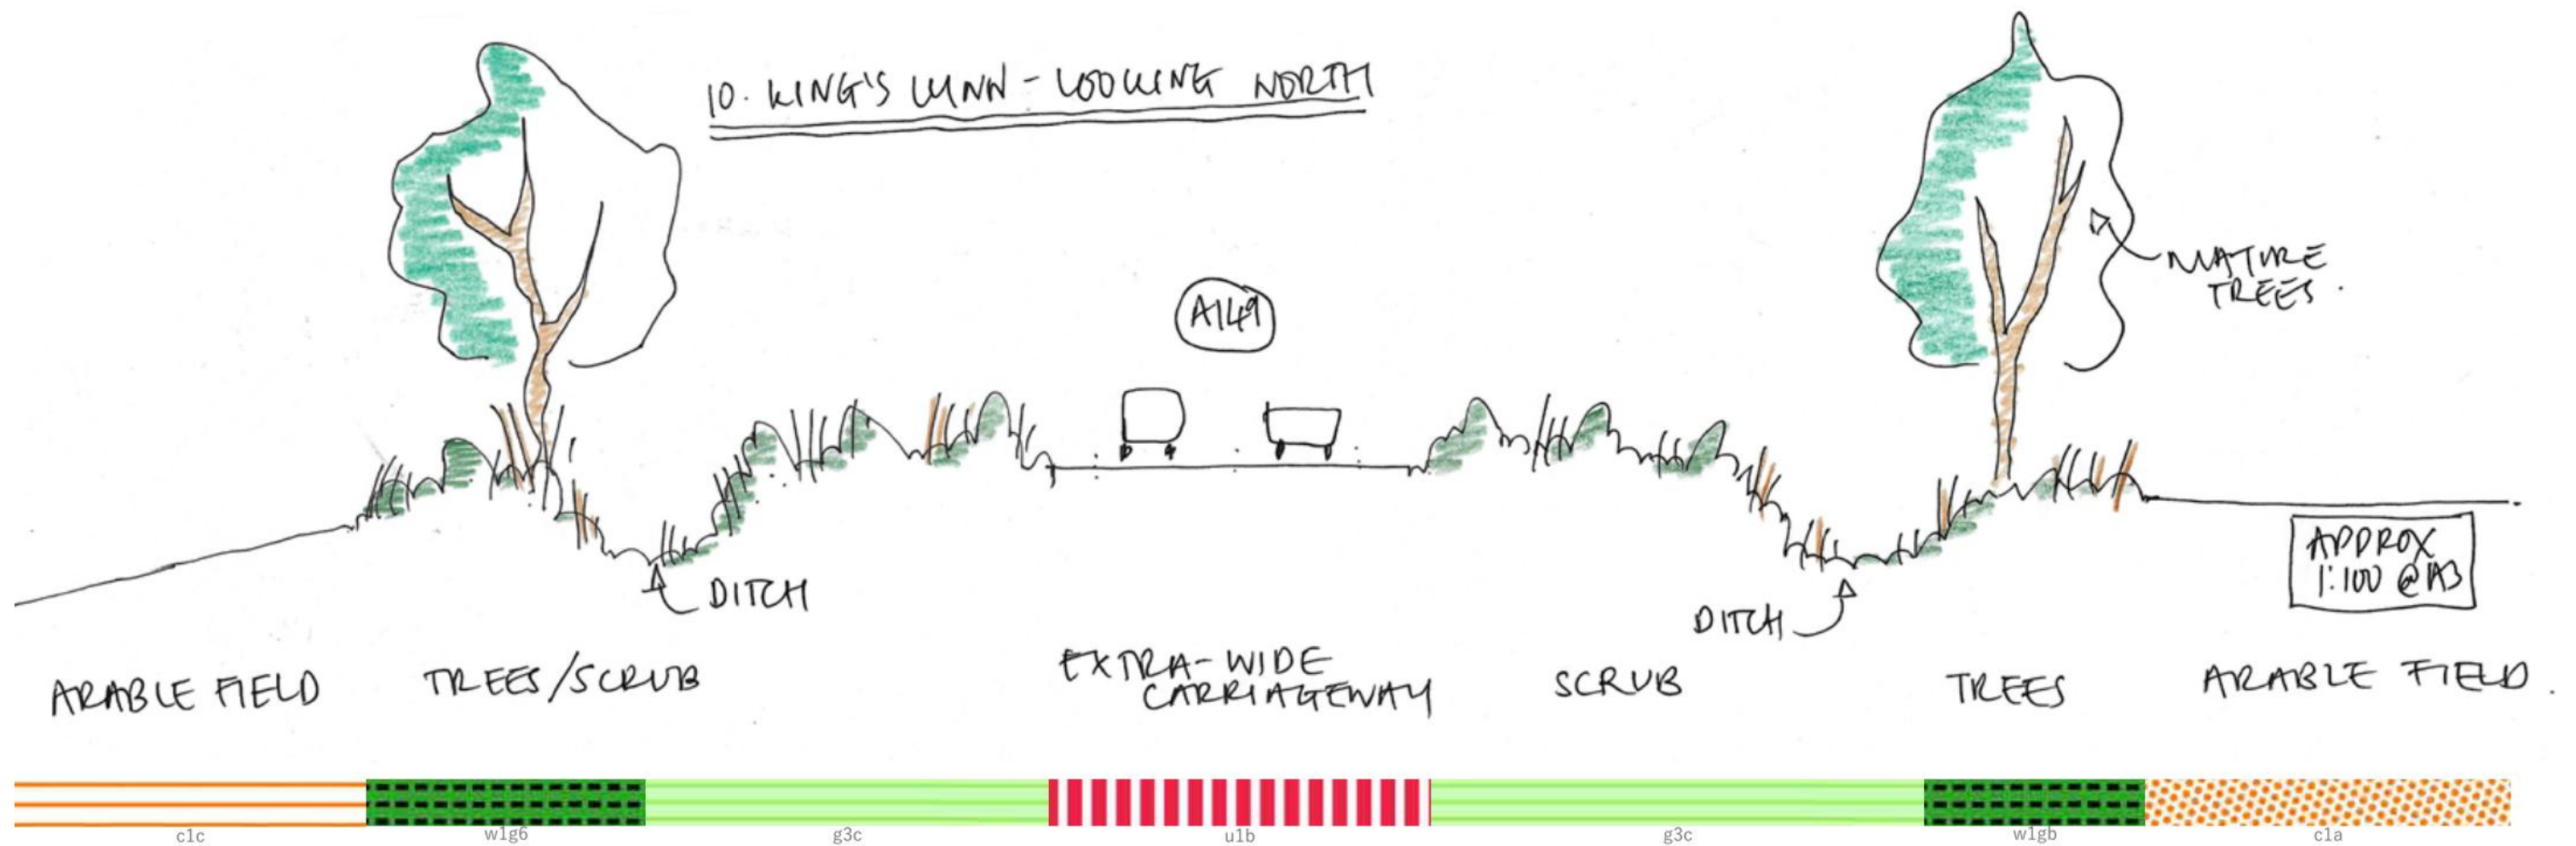 10. KING'S LYNN - LOOKING NORTH
A149
MATURE
TREES.
APPROX
1:100 @ A3
DITCH
DITCH
ARABLE FIELD
TREES/SCRUB
EXTRA-WIDE
CARRIAGEWAY
SCRUB
TREES
ARABLE FIELD.
c1c
w1g6
g3c
u1b
g3c
w1gb
c1a